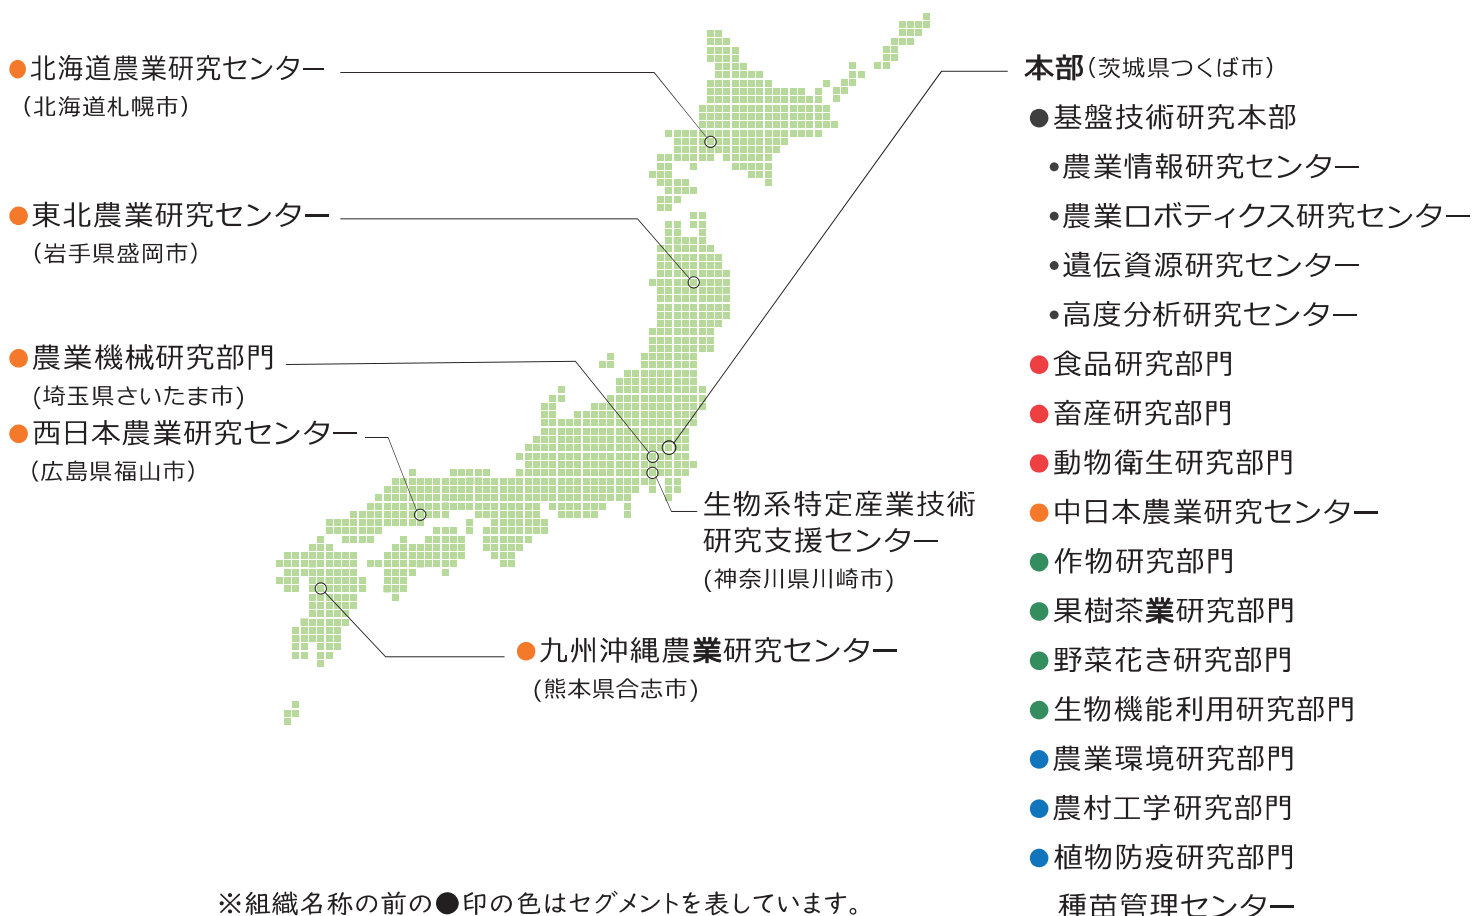 ●北海道農業研究センター
（北海道札幌市）
●東北農業研究センター
（岩手県盛岡市）
●農業機械研究部門
(埼玉県さいたま市)
●西日本農業研究センター
（広島県福山市）
生物系特定産業技術
研究支援センター
(神奈川県川崎市)
●九州沖縄農業研究センター
(熊本県合志市)
本部（茨城県つくば市）
●基盤技術研究本部
•農業情報研究センター
•農業ロボティクス研究センター
•遺伝資源研究センター
•高度分析研究センター
●食品研究部門
●畜産研究部門
●動物衛生研究部門
●中日本農業研究センター
●作物研究部門
●果樹茶業研究部門
●野菜花き研究部門
●生物機能利用研究部門
●農業環境研究部門
●農村工学研究部門
●植物防疫研究部門
種苗管理センター
※組織名称の前の●印の色はセグメントを表しています。